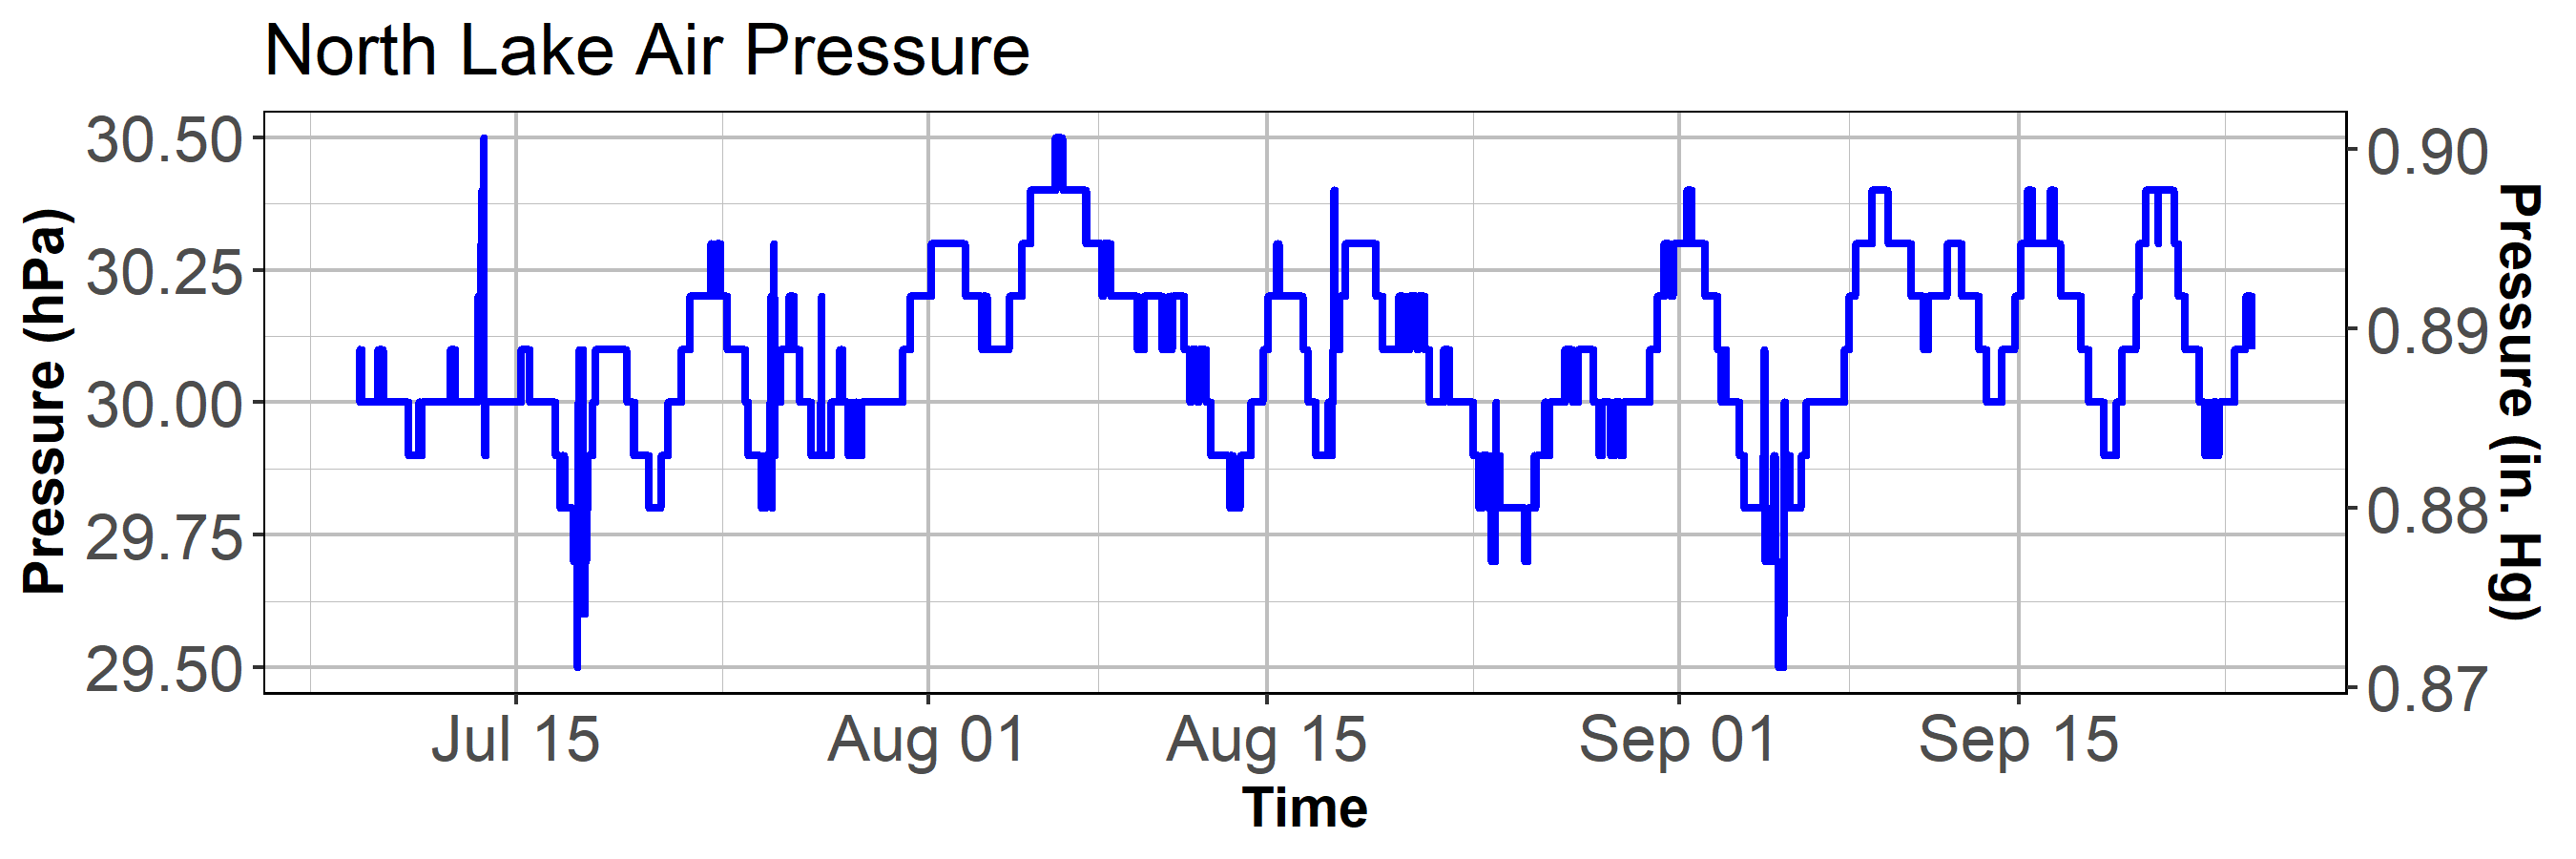 North Lake Air Pressure
Pressure (hPa)
30.50
30.25
30.00
29.75
29.50
0.90
0.89
0.88
0.87
Pressure (in. Hg)
Jul 15
Aug 01
Aug 15
Sep 01
Sep 15
Time